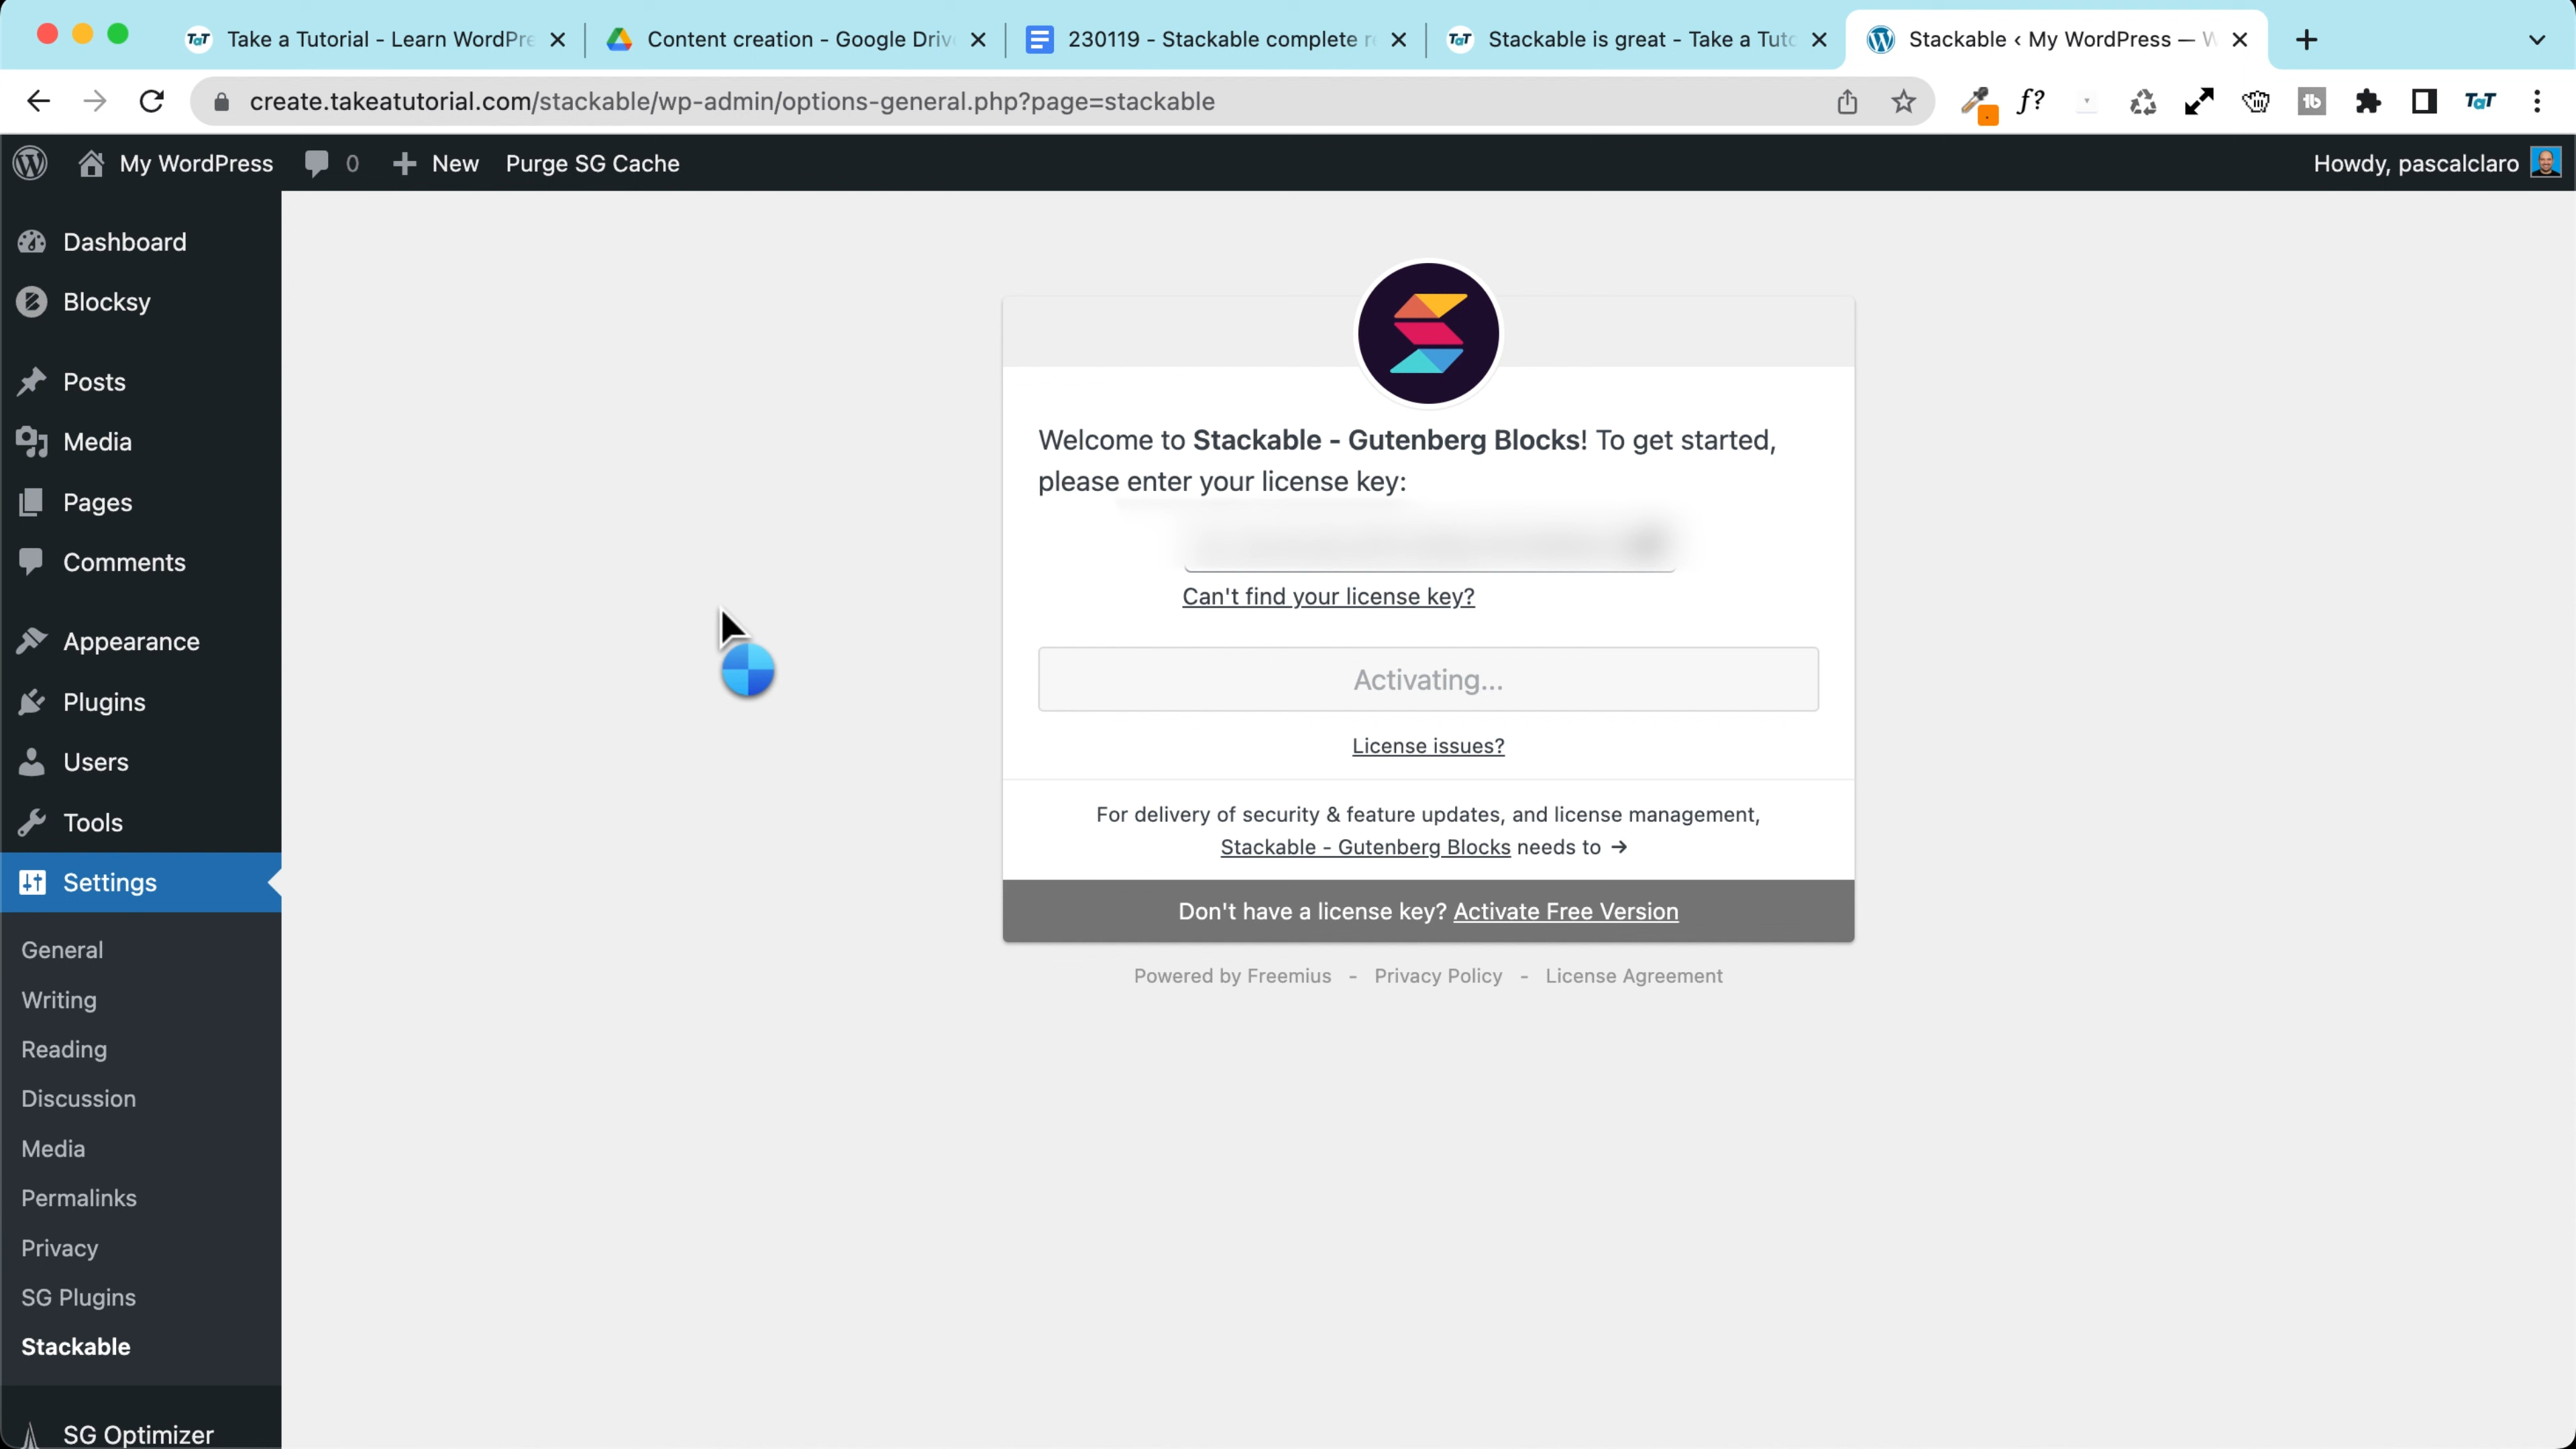 Take a Tutorial - Learn WordPre
Content creation - Google Driv
230119 - Stackable complete r
Stackable is great - Take a Tuto
Stackable ‹ My WordPress — W
create.takeatutorial.com/stackable/wp-admin/options-general.php?page=stackable
My WordPress
0
New
Purge SG Cache
Howdy, pascalclaro
Dashboard
Blocksy
Posts
Media
Pages
Comments
Appearance
Plugins
Users
Tools
Settings
General
Writing
Reading
Discussion
Media
Permalinks
Privacy
SG Plugins
Stackable
SG Optimizer
Welcome to Stackable - Gutenberg Blocks! To get started,
please enter your license key:
Can't find your license key?
Activating...
License issues?
For delivery of security & feature updates, and license management,
Stackable - Gutenberg Blocks needs to →
Don't have a license key? Activate Free Version
Powered by Freemius - Privacy Policy - License Agreement